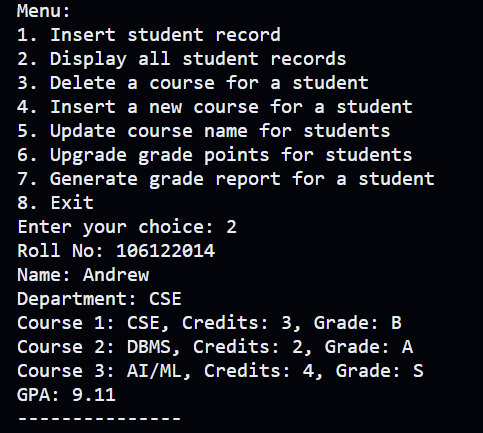 Menu:
1. Insert student record
2. Display all student records
3. Delete a course for a student
4. Insert a new course for a student
5. Update course name for students
6. Upgrade grade points for students
7. Generate grade report for a student
8. Exit
Enter your choice: 2
Roll No: 106122014
Name: Andrew
Department: CSE
Course 1: CSE, Credits: 3, Grade: B
Course 2: DBMS, Credits: 2, Grade: A
Course 3: AI/ML, Credits: 4, Grade: S
GPA: 9.11
---------------